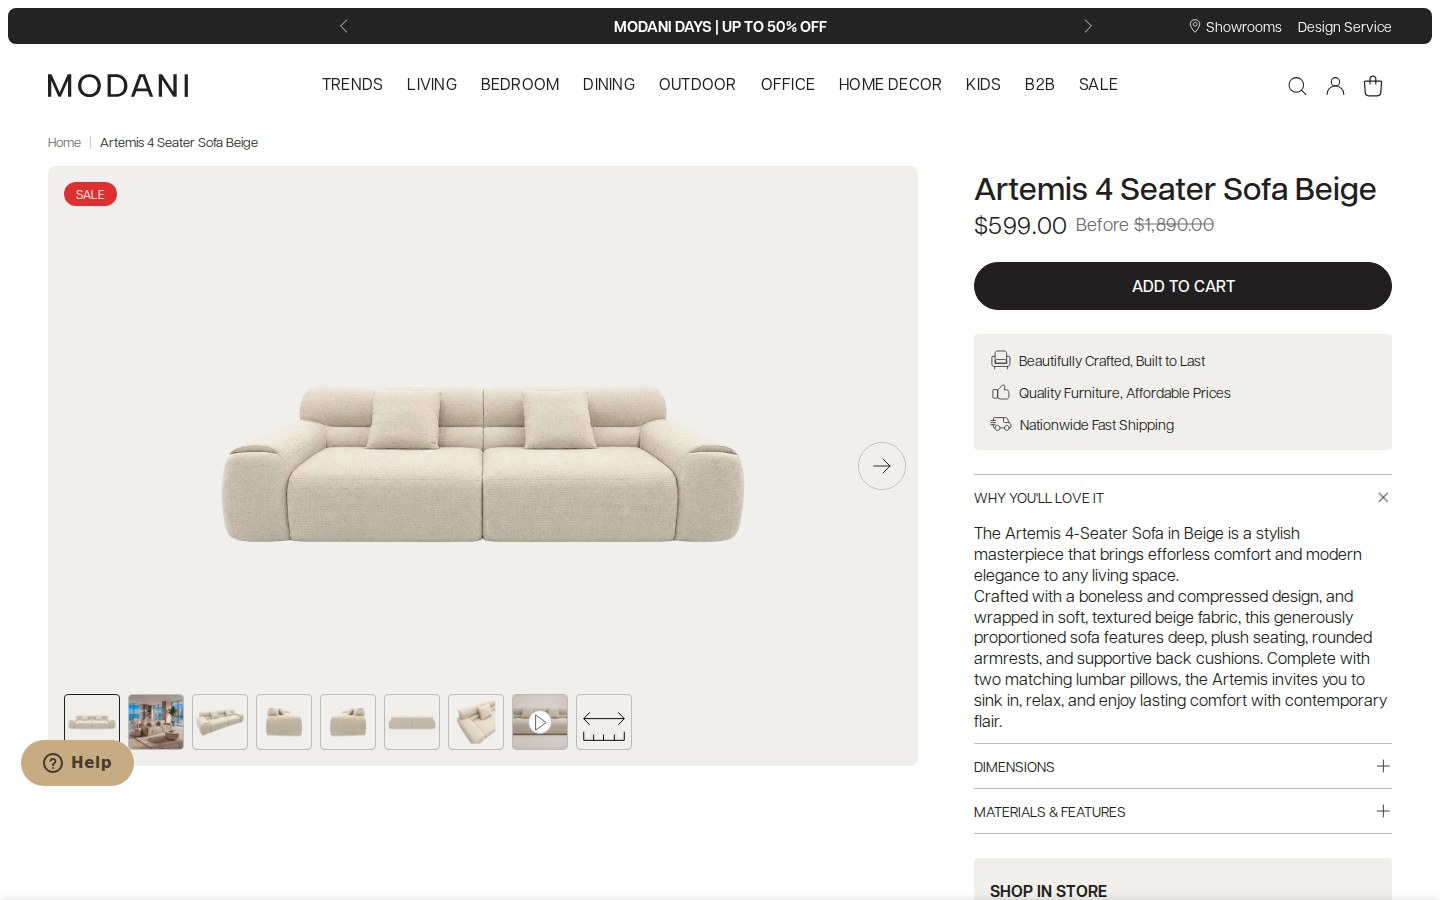 MODANI DAYS | UP TO 50% OFF
Showrooms
Design Service
MODANI
TRENDS
LIVING
BEDROOM
DINING
OUTDOOR
OFFICE
HOME DECOR
KIDS
B2B
SALE
Home
Artemis 4 Seater Sofa Beige
SALE
Artemis 4 Seater Sofa Beige
$599.00 Before $1,890.00
ADD TO CART
Beautifully Crafted, Built to Last
Quality Furniture, Affordable Prices
Nationwide Fast Shipping
WHY YOU'LL LOVE IT
The Artemis 4-Seater Sofa in Beige is a stylish
masterpiece that brings efforless comfort and modern
elegance to any living space.
Crafted with a boneless and compressed design, and
wrapped in soft, textured beige fabric, this generously
proportioned sofa features deep, plush seating, rounded
armrests, and supportive back cushions. Complete with
two matching lumbar pillows, the Artemis invites you to
sink in, relax, and enjoy lasting comfort with contemporary
flair.
DIMENSIONS
MATERIALS & FEATURES
SHOP IN STORE
Help